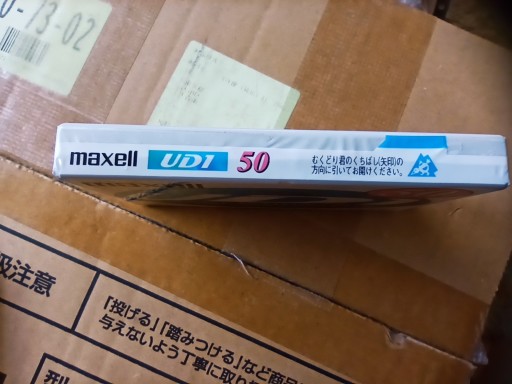 0-13-02
maxell UD1 50
むくどり君のくちばし(矢印)の
方向に引いてお開けください。
及注意
「投げる」「踏みつける」など商品
与えないよう丁寧に取り